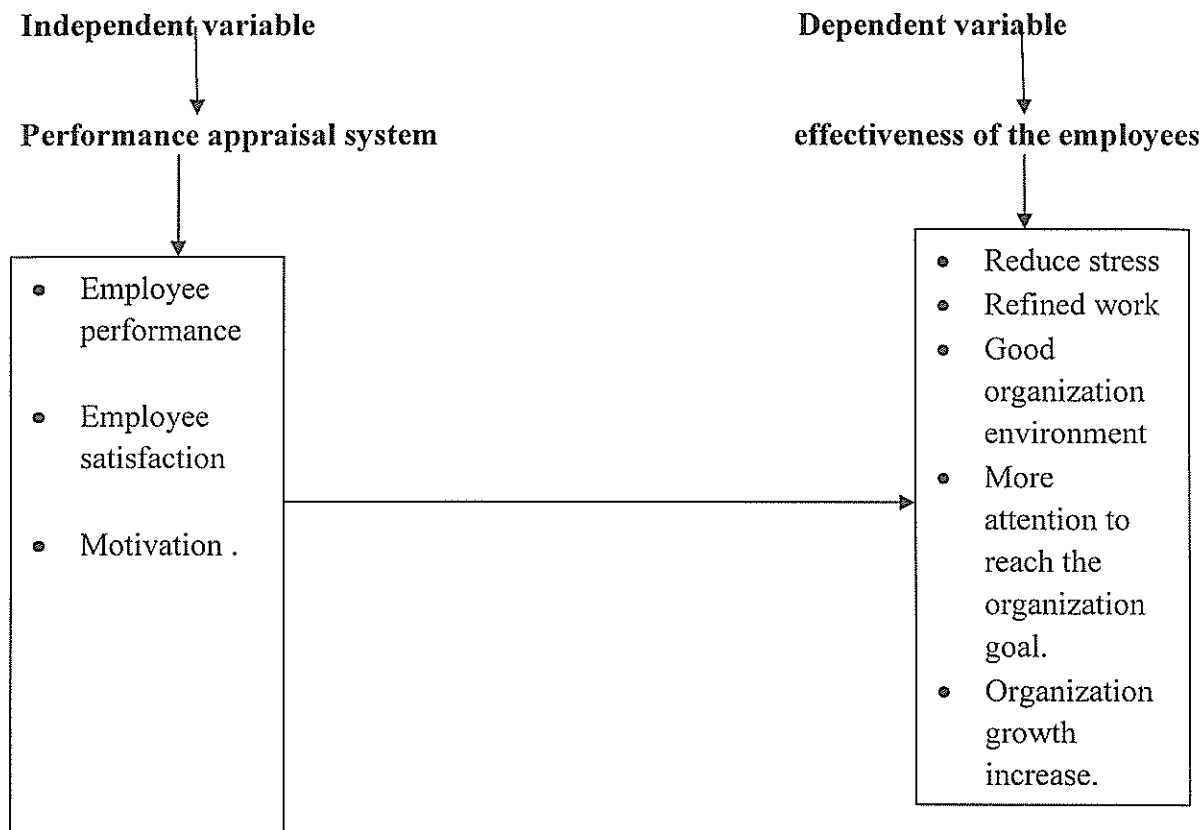 Independent variable
Dependent variable
Performance appraisal system
effectiveness of the employees
• Employee
performance
• Employee
satisfaction
• Motivation .
• Reduce stress
• Refined work
• Good
organization
environment
• More
attention to
reach the
organization
goal.
• Organization
growth
increase.